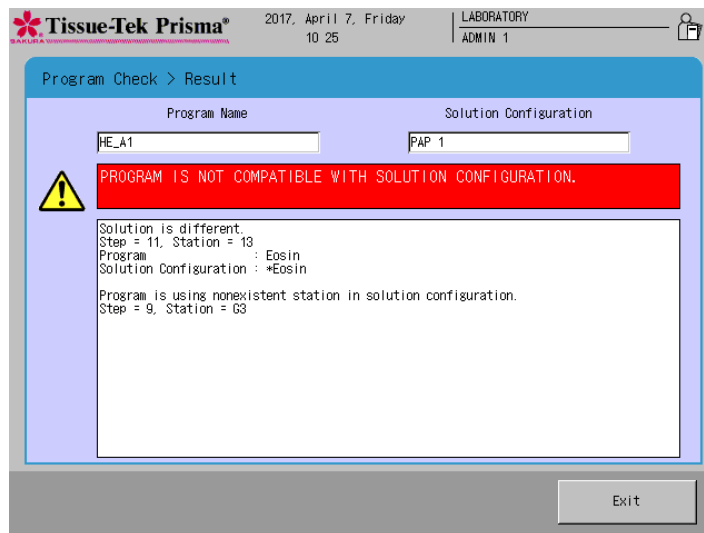 SAKURA Tissue-Tek Prisma®
2017, April 7, Friday
10 25
LABORATORY
ADMIN 1
Program Check > Result
Program Name
Solution Configuration
HE_A1
PAP 1
PROGRAM IS NOT COMPATIBLE WITH SOLUTION CONFIGURATION.
Solution is different.
Step = 11, Station = 13
Program : Eosin
Solution Configuration : *Eosin
Program is using nonexistent station in solution configuration.
Step = 9, Station = G3
Exit